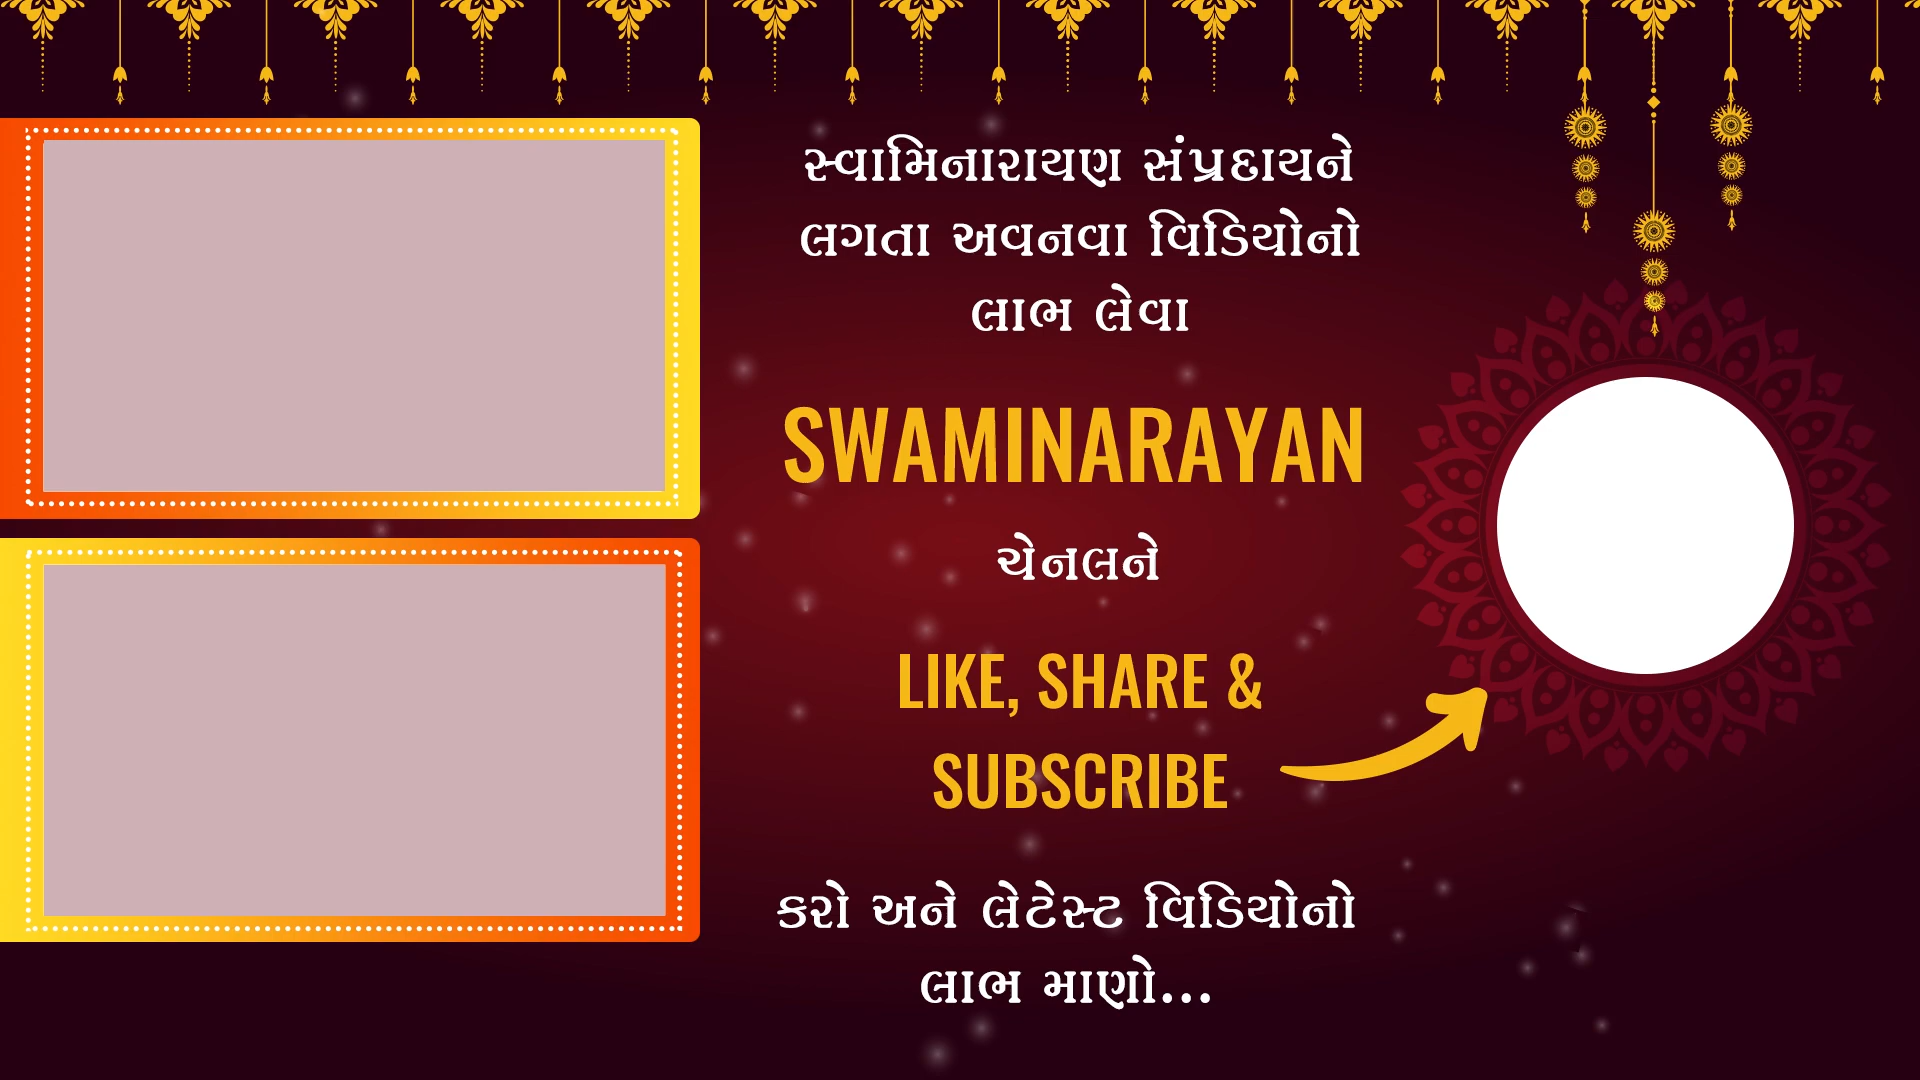 સ્વામિનારાયણ સંપ્રદાયને
લગતા અવનવા વિડિયોનો
લાભ લેવા
SWAMINARAYAN
ચેનલને
LIKE, SHARE &
SUBSCRIBE
કરો અને લેટેસ્ટ વિડિયોનો
લાભ માણો...